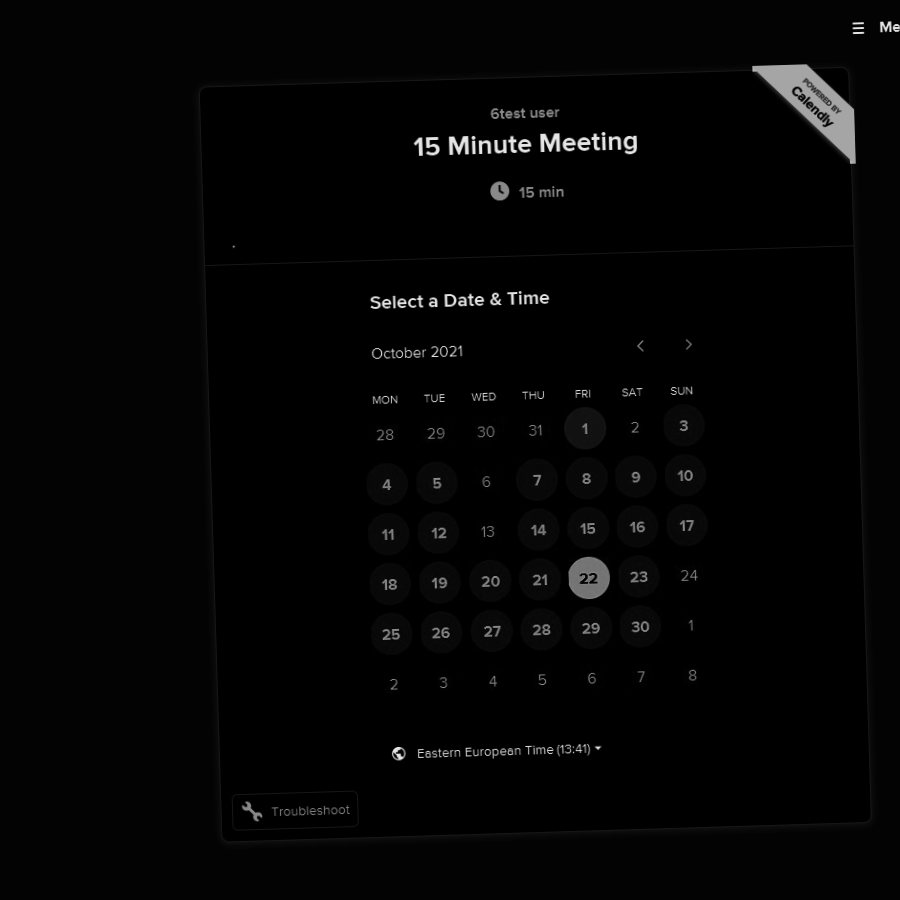 ☰ Me
POWERED BY
Calendly
6test user
15 Minute Meeting
15 min
.
Select a Date & Time
October 2021
MON TUE WED THU FRI SAT SUN
28 29 30 31 1 2 3
4 5 6 7 8 9 10
11 12 13 14 15 16 17
18 19 20 21 22 23 24
25 26 27 28 29 30 1
2 3 4 5 6 7 8
Eastern European Time (13:41)
Troubleshoot